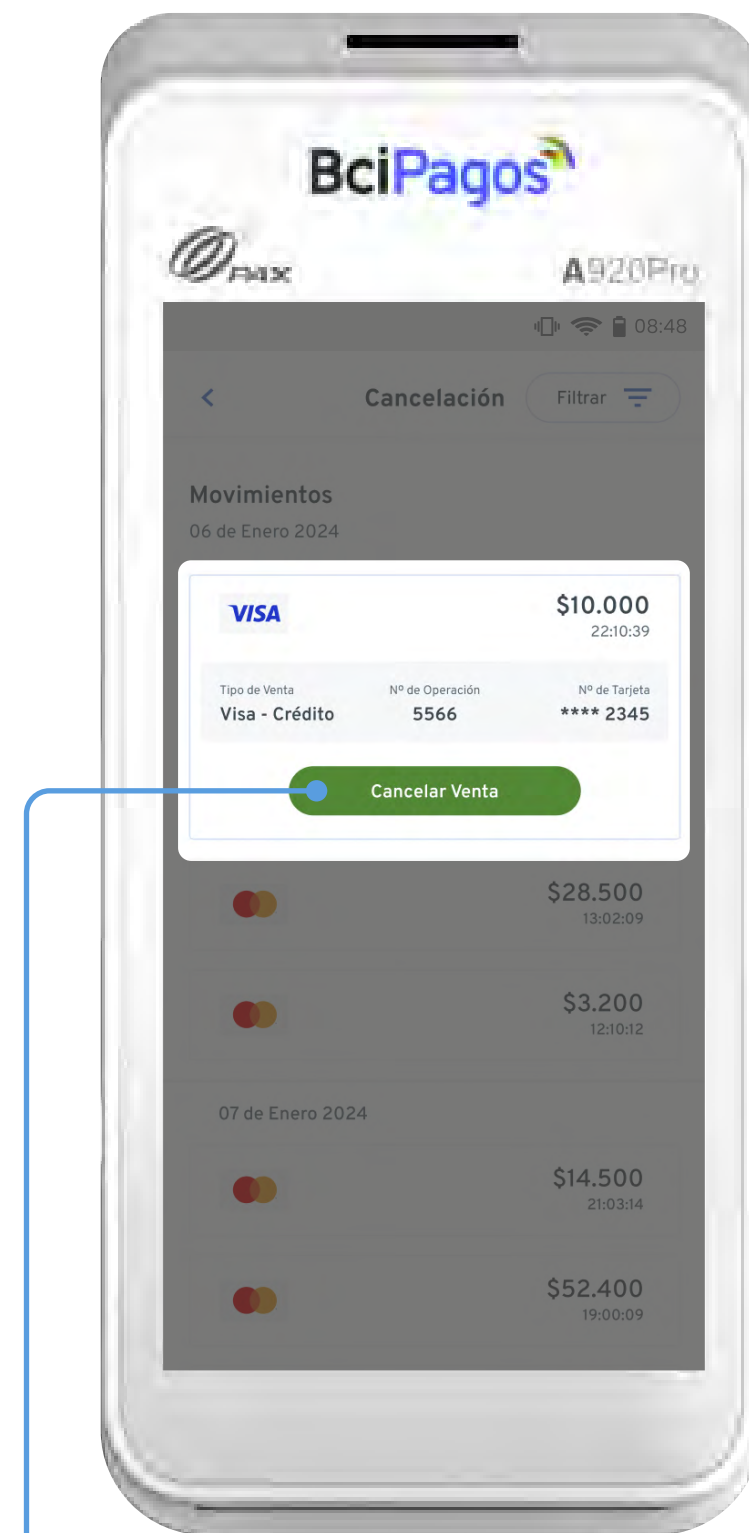 BciPagos
PAX
A920Pro
08:48
Cancelación
Filtrar
Movimientos
06 de Enero 2024
VISA
$10.000
22:10:39
Tipo de Venta
Nº de Operación
Nº de Tarjeta
Visa - Crédito
5566
**** 2345
Cancelar Venta
$28.500
13:02:09
$3.200
12:10:12
07 de Enero 2024
$14.500
21:03:14
$52.400
19:00:09